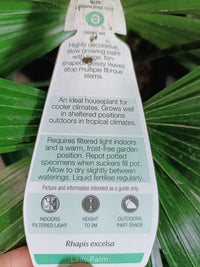 Highly decorative,
slow growing palm
with large, fan
shaped glossy leaves
atop multiple fibrous
stems.
An ideal houseplant for
cooler climates. Grows well
in sheltered positions
outdoors in tropical climates.
Requires filtered light indoors
and a warm, frost-free garden
position. Repot potted
specimens when suckers fill pot.
Allow to dry slightly between
waterings. Liquid fertilise regularly.
Picture and information intended as a guide only
INDOORS
FILTERED LIGHT
HEIGHT
TO 2M
OUTDOORS
PART SHADE
Rhapis excelsa
Lady Palm